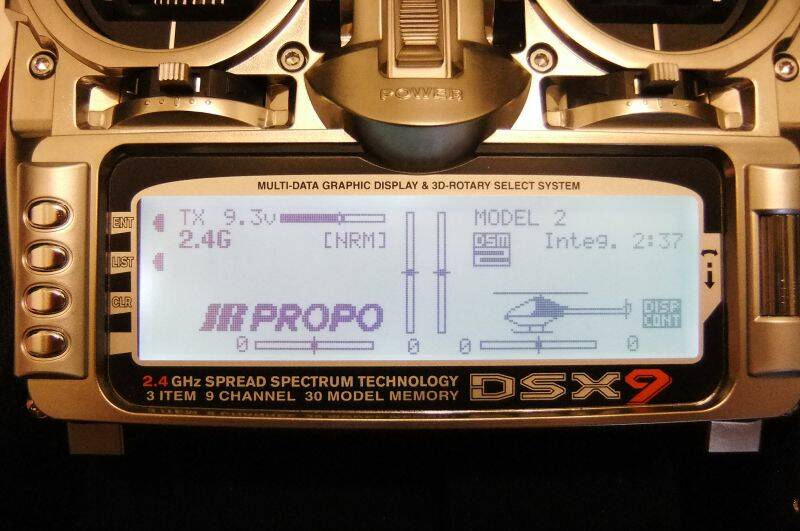 POWER
MULTI-DATA GRAPHIC DISPLAY & 3D-ROTARY SELECT SYSTEM
ENT
LIST
CLR
TX 9.3v
2.4G [NRM]
MODEL 2
DSM Integ. 2:37
JR PROPO
DISP
CONT
0 0 0 0
2.4 GHz SPREAD SPECTRUM TECHNOLOGY
3 ITEM 9 CHANNEL 30 MODEL MEMORY
DSX9